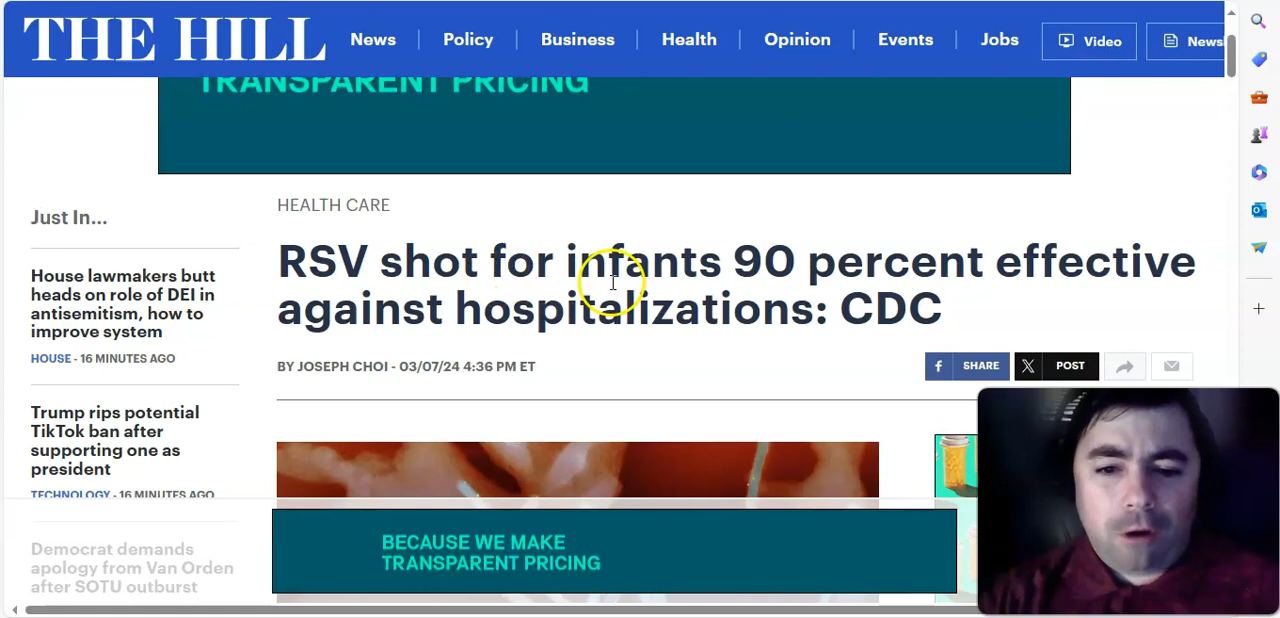 THE HILL
News
Policy
Business
Health
Opinion
Events
Jobs
Video
News
TRANSPARENT PRICING
Just In...
House lawmakers butt
heads on role of DEI in
antisemitism, how to
improve system
HOUSE - 16 MINUTES AGO
Trump rips potential
TikTok ban after
supporting one as
president
TECHNOLOGY - 16 MINUTES AGO
Democrat demands
apology from Van Orden
after SOTU outburst
HEALTH CARE
RSV shot for infants 90 percent effective
against hospitalizations: CDC
BY JOSEPH CHOI - 03/07/24 4:36 PM ET
SHARE
POST
BECAUSE WE MAKE
TRANSPARENT PRICING